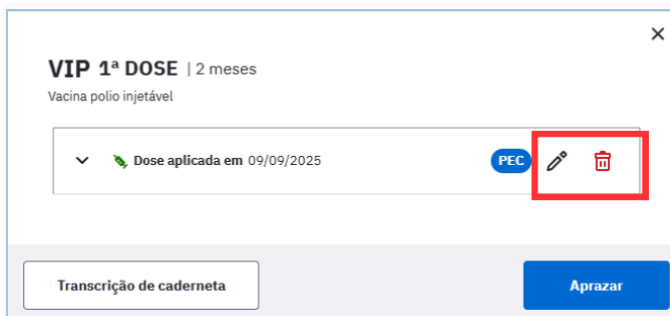 VIP 1ª DOSE | 2 meses
Vacina polio injetável
Dose aplicada em 09/09/2025 PEC
Transcrição de caderneta Aprazar